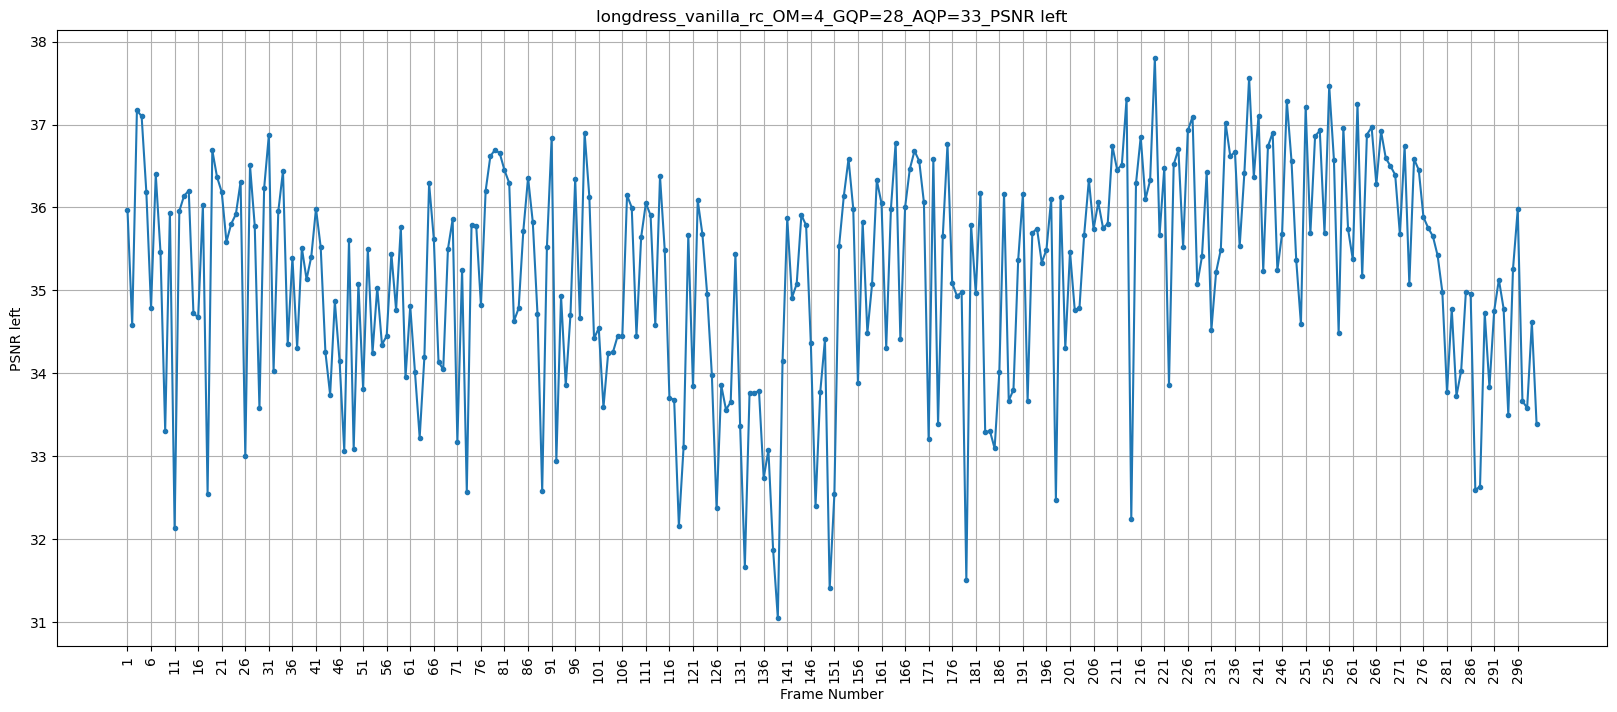 longdress_vanilla_rc_OM=4_GQP=28_AQP=33_PSNR left
38
37
36
35
34
33
32
31
PSNR left
1 6 11 16 21 26 31 36 41 46 51 56 61 66 71 76 81 86 91 96 101 106 111 116 121 126 131 136 141 146 151 156 161 166 171 176 181 186 191 196 201 206 211 216 221 226 231 236 241 246 251 256 261 266 271 276 281 286 291 296
Frame Number